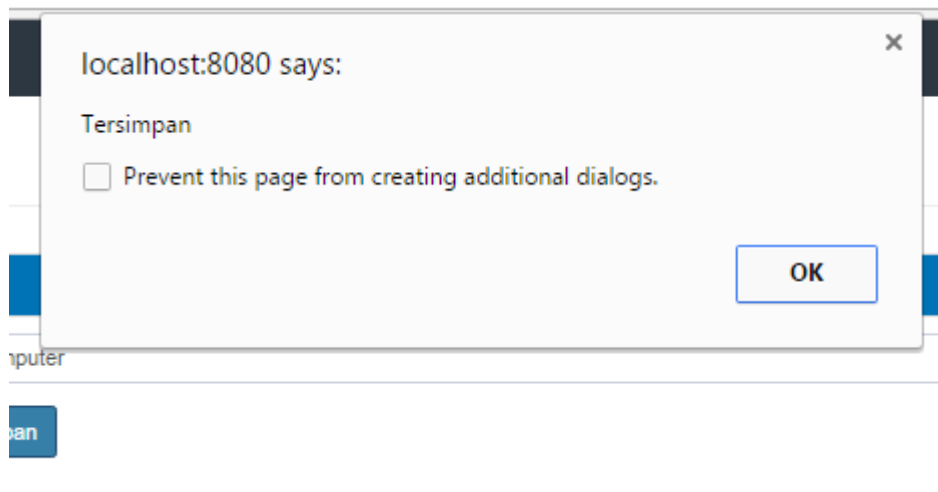 localhost:8080 says:
Tersimpan
Prevent this page from creating additional dialogs.
OK